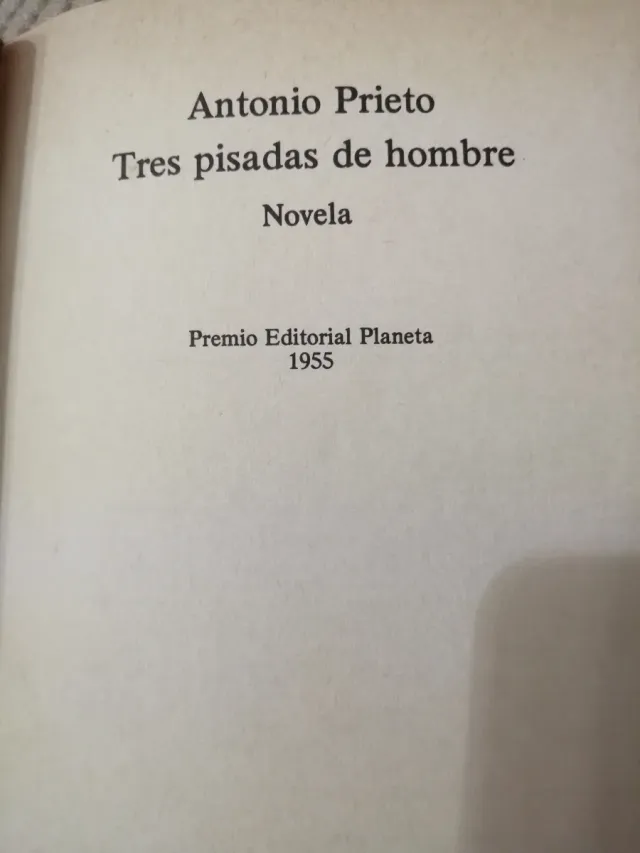 Antonio Prieto
Tres pisadas de hombre
Novela
Premio Editorial Planeta
1955